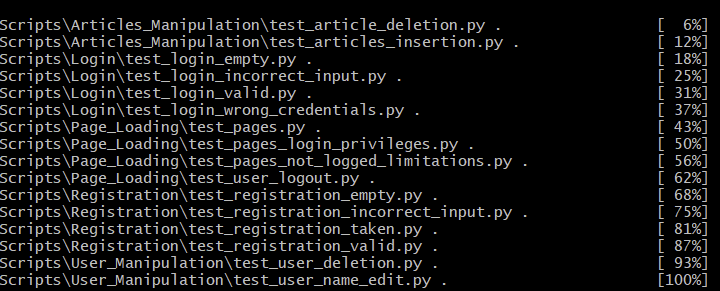 Scripts\Articles_Manipulation\test_article_deletion.py . [  6%]
Scripts\Articles_Manipulation\test_articles_insertion.py . [ 12%]
Scripts\Login\test_login_empty.py . [ 18%]
Scripts\Login\test_login_incorrect_input.py . [ 25%]
Scripts\Login\test_login_valid.py . [ 31%]
Scripts\Login\test_login_wrong_credentials.py . [ 37%]
Scripts\Page_Loading\test_pages.py . [ 43%]
Scripts\Page_Loading\test_pages_login_privileges.py . [ 50%]
Scripts\Page_Loading\test_pages_not_logged_limitations.py . [ 56%]
Scripts\Page_Loading\test_user_logout.py . [ 62%]
Scripts\Registration\test_registration_empty.py . [ 68%]
Scripts\Registration\test_registration_incorrect_input.py . [ 75%]
Scripts\Registration\test_registration_taken.py . [ 81%]
Scripts\Registration\test_registration_valid.py . [ 87%]
Scripts\User_Manipulation\test_user_deletion.py . [ 93%]
Scripts\User_Manipulation\test_user_name_edit.py . [100%]